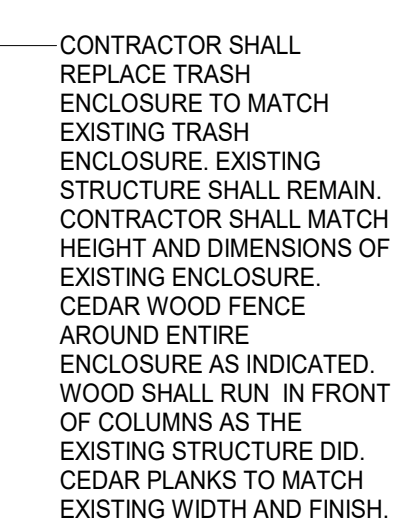 CONTRACTOR SHALL
REPLACE TRASH
ENCLOSURE TO MATCH
EXISTING TRASH
ENCLOSURE. EXISTING
STRUCTURE SHALL REMAIN.
CONTRACTOR SHALL MATCH
HEIGHT AND DIMENSIONS OF
EXISTING ENCLOSURE.
CEDAR WOOD FENCE
AROUND ENTIRE
ENCLOSURE AS INDICATED.
WOOD SHALL RUN  IN FRONT
OF COLUMNS AS THE
EXISTING STRUCTURE DID.
CEDAR PLANKS TO MATCH
EXISTING WIDTH AND FINISH.